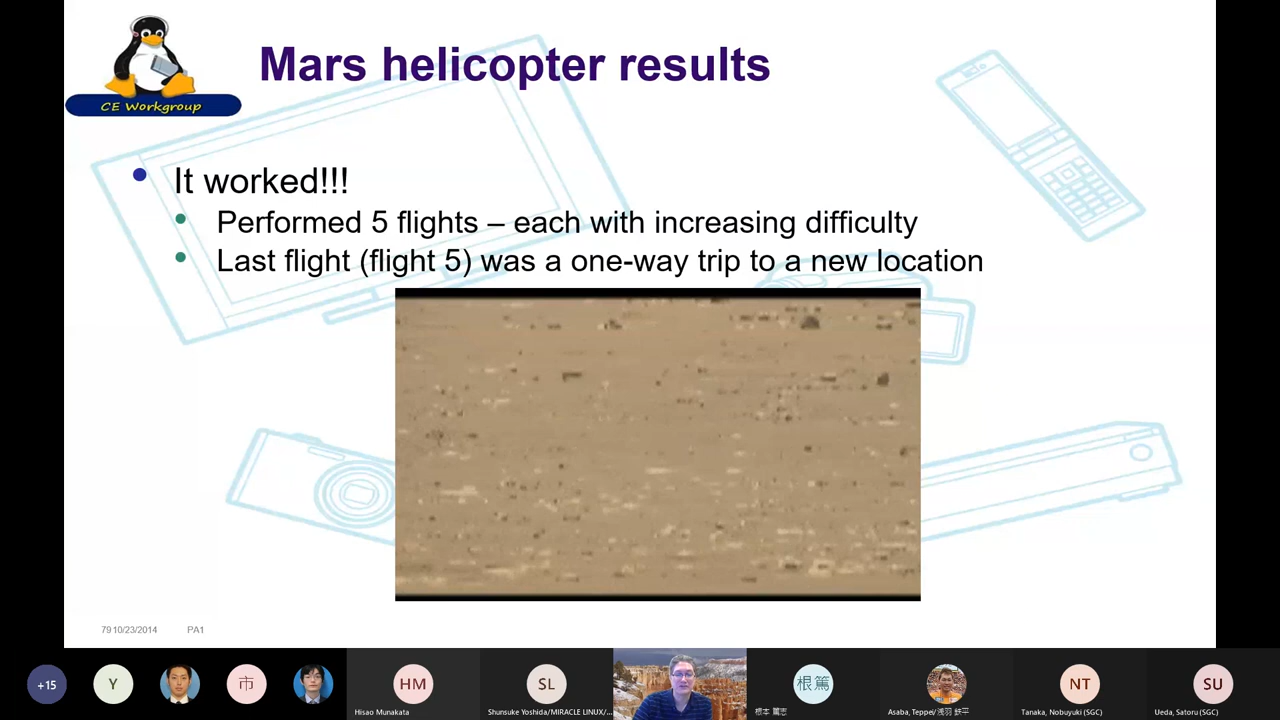 CE Workgroup
Mars helicopter results
It worked!!!
Performed 5 flights – each with increasing difficulty
Last flight (flight 5) was a one-way trip to a new location
79 10/23/2014 PA1
+15
Y
市
HM
SL
根篤
NT
SU
Hisao Munakata
Shunsuke Yoshida/MIRACLE LINUX/...
根本 篤志
Asaba, Teppei/浅羽 鉄平
Tanaka, Nobuyuki (SGC)
Ueda, Satoru (SGC)